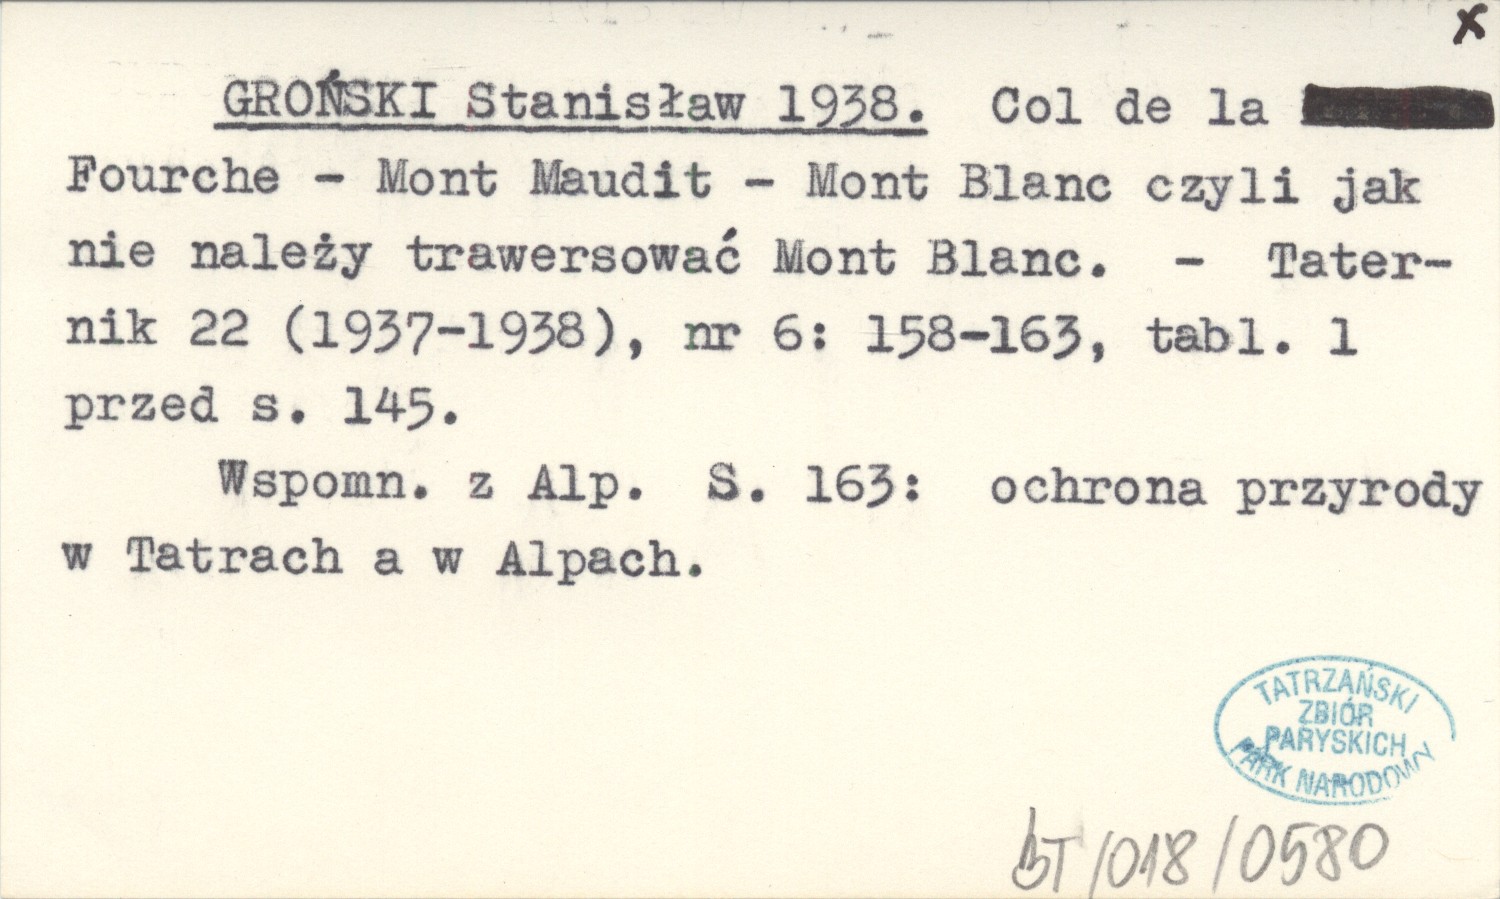 x
GROŃSKI Stanisław 1938. Col de la
Fourche - Mont Maudit - Mont Blanc czyli jak
nie należy trawersować Mont Blanc. - Tater-
nik 22 (1937-1938), nr 6: 158-163, tabl. 1
przed s. 145.
Wspomn. z Alp. S. 163: ochrona przyrody
w Tatrach a w Alpach.
TATRZAŃSKI
ZBIÓR
PARYSKICH
PARK NARODOWY
BT/018/0580